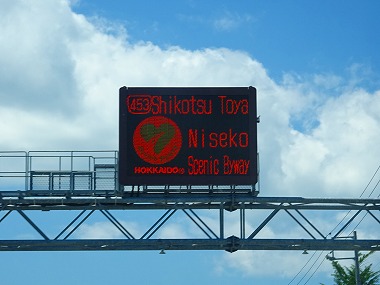 453 Shikotsu Toya
Niseko
HOKKAIDO
Scenic Byway